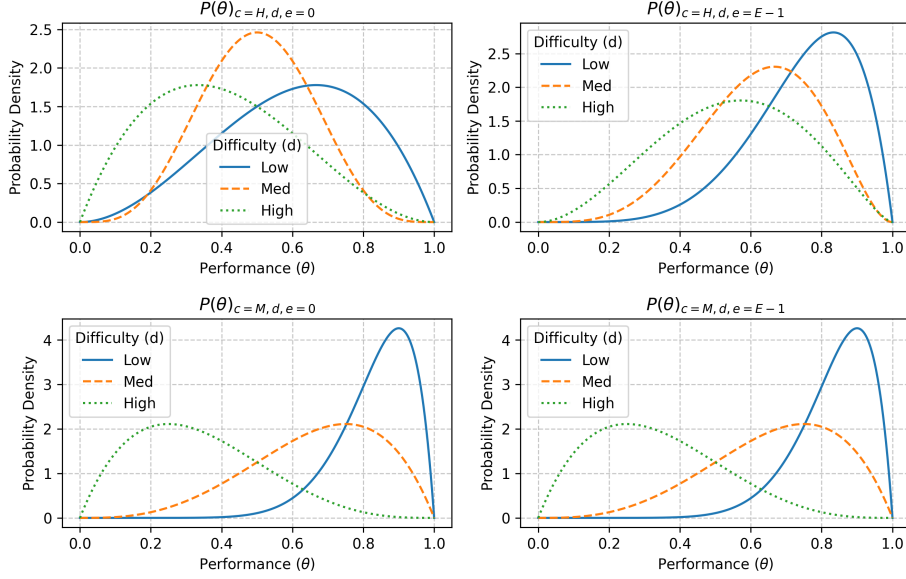 P(θ)c=H,d,e=0
Probability Density
2.5
2.0
1.5
1.0
0.5
0.0
Difficulty (d)
Low
Med
High
0.0 0.2 0.4 0.6 0.8 1.0
Performance (θ)
P(θ)c=H,d,e=E−1
Probability Density
2.5
2.0
1.5
1.0
0.5
0.0
Difficulty (d)
Low
Med
High
0.0 0.2 0.4 0.6 0.8 1.0
Performance (θ)
P(θ)c=M,d,e=0
Probability Density
4
3
2
1
0
Difficulty (d)
Low
Med
High
0.0 0.2 0.4 0.6 0.8 1.0
Performance (θ)
P(θ)c=M,d,e=E−1
Probability Density
4
3
2
1
0
Difficulty (d)
Low
Med
High
0.0 0.2 0.4 0.6 0.8 1.0
Performance (θ)